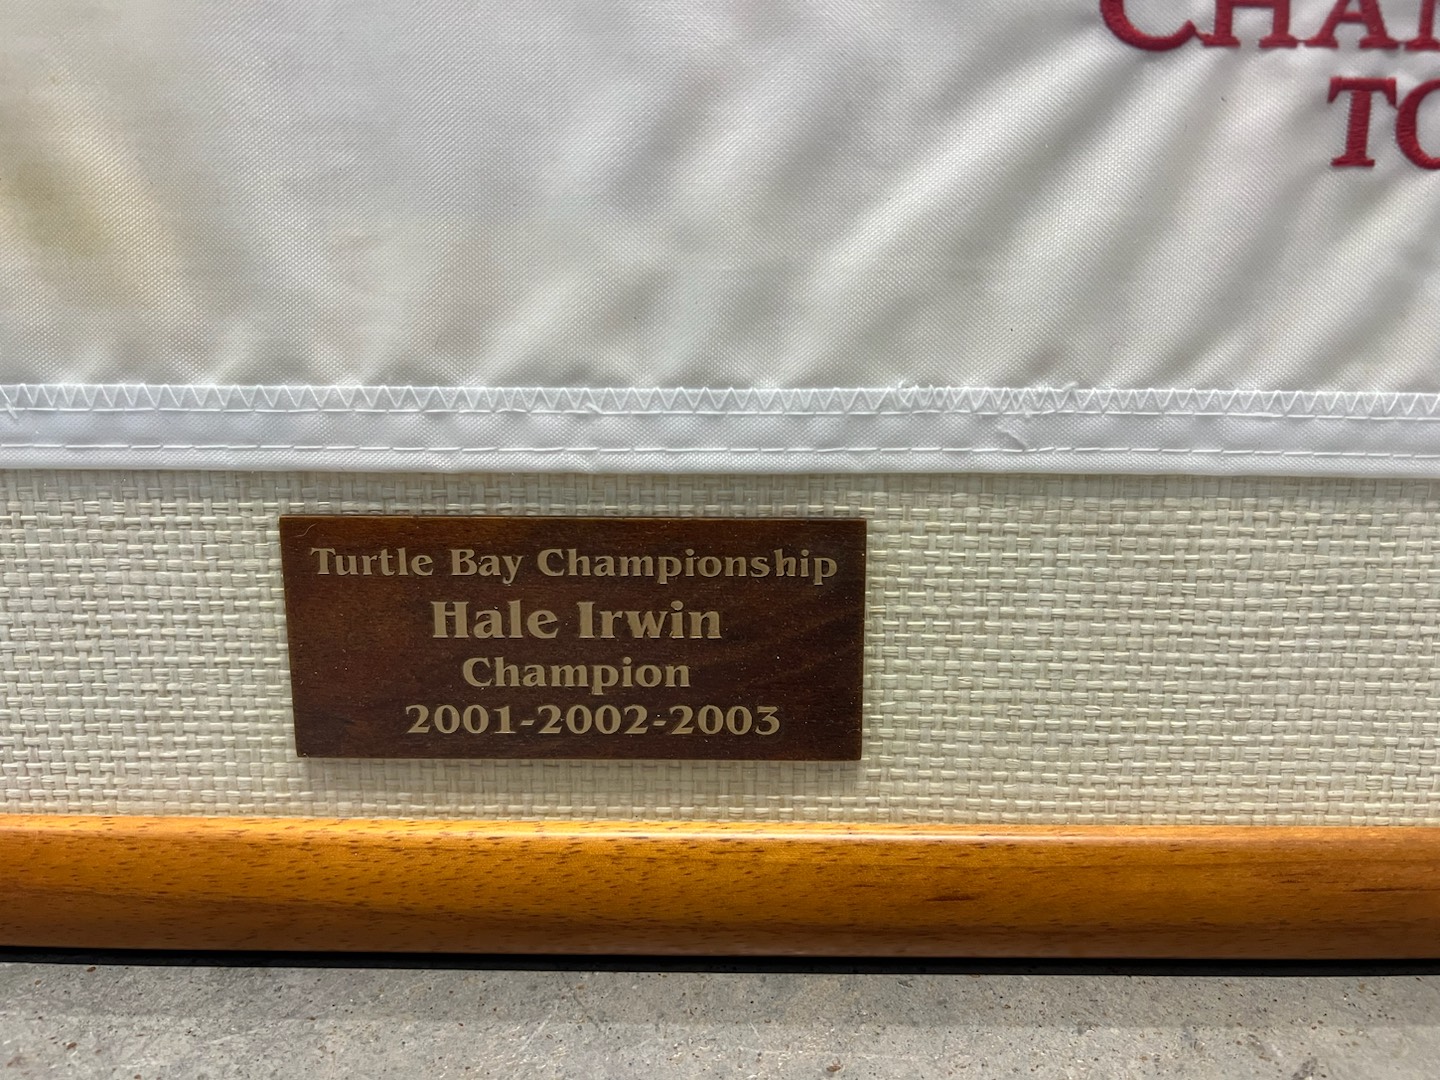 Turtle Bay Championship
Hale Irwin
Champion
2001-2002-2003